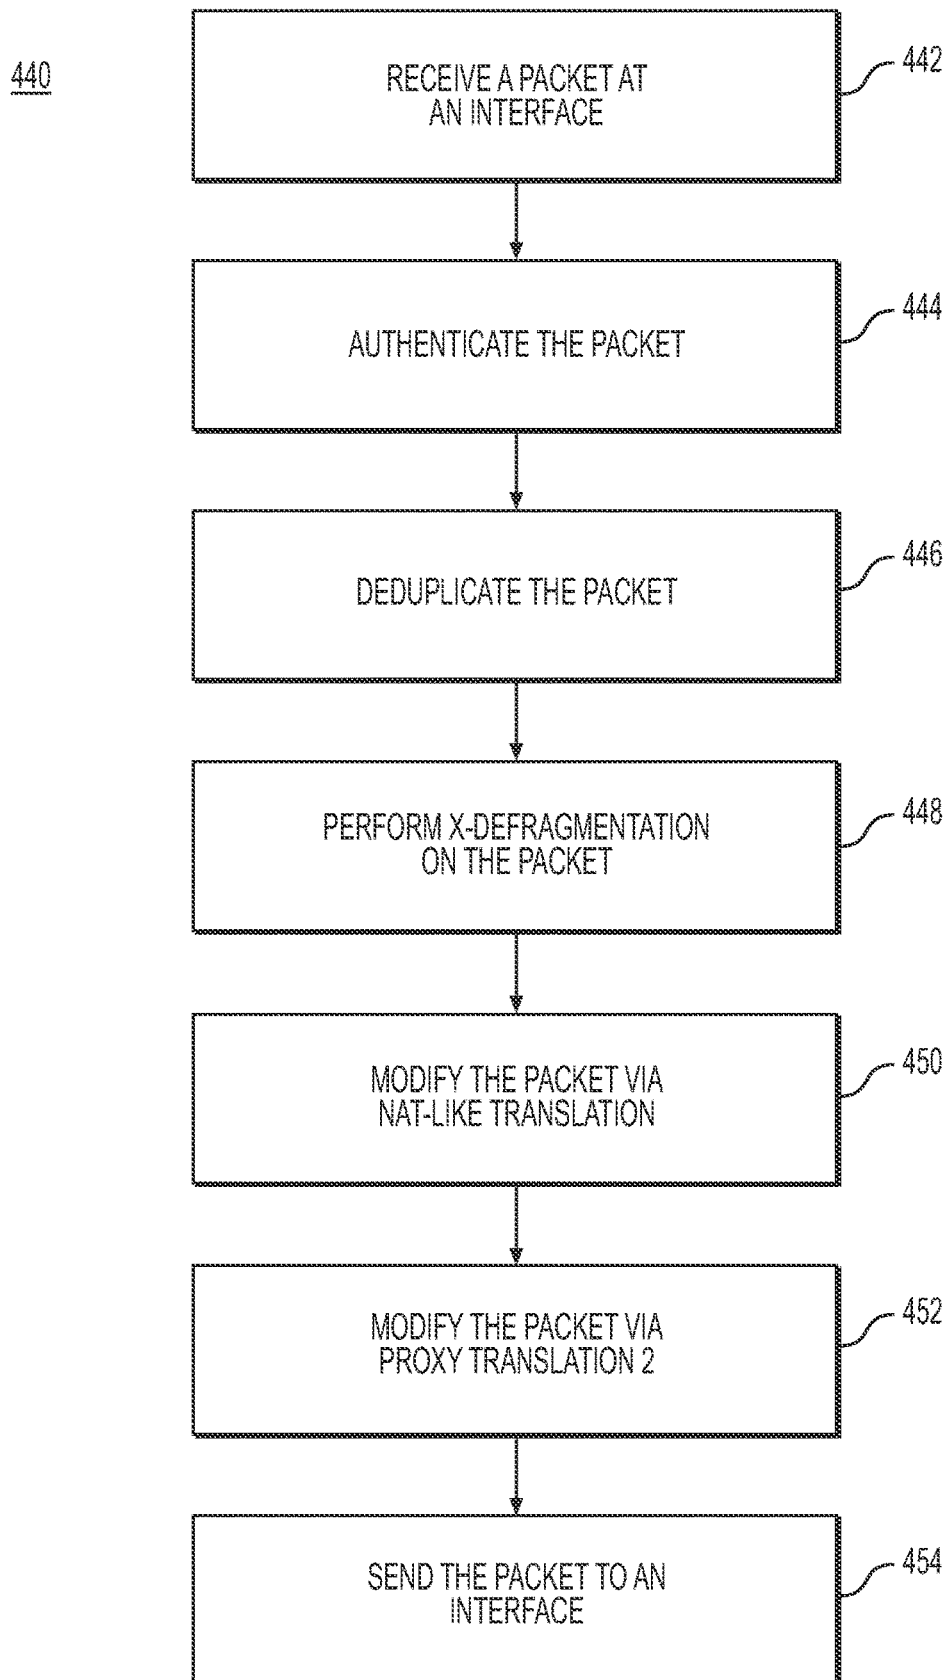 440
RECEIVE A PACKET AT
AN INTERFACE
442
AUTHENTICATE THE PACKET
444
DEDUPLICATE THE PACKET
446
PERFORM X-DEFRAGMENTATION
ON THE PACKET
448
MODIFY THE PACKET VIA
NAT-LIKE TRANSLATION
450
MODIFY THE PACKET VIA
PROXY TRANSLATION 2
452
SEND THE PACKET TO AN
INTERFACE
454